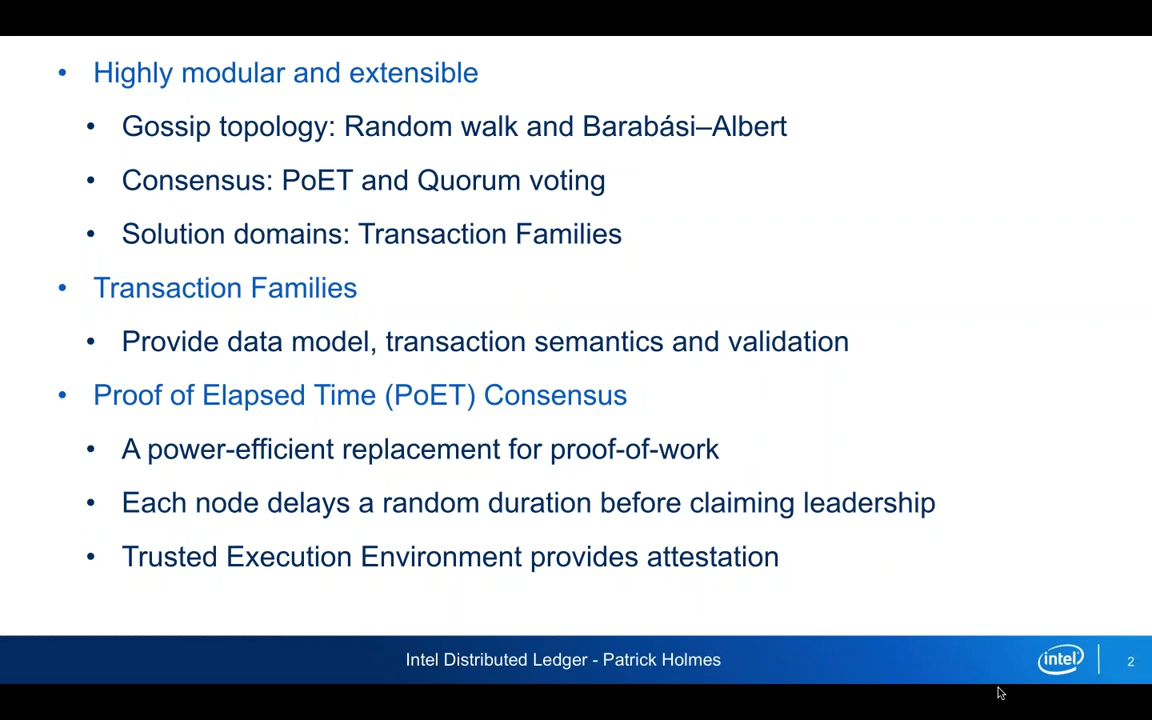 • Highly modular and extensible
• Gossip topology: Random walk and Barabási–Albert
• Consensus: PoET and Quorum voting
• Solution domains: Transaction Families
• Transaction Families
• Provide data model, transaction semantics and validation
• Proof of Elapsed Time (PoET) Consensus
• A power-efficient replacement for proof-of-work
• Each node delays a random duration before claiming leadership
• Trusted Execution Environment provides attestation
Intel Distributed Ledger - Patrick Holmes
intel
2